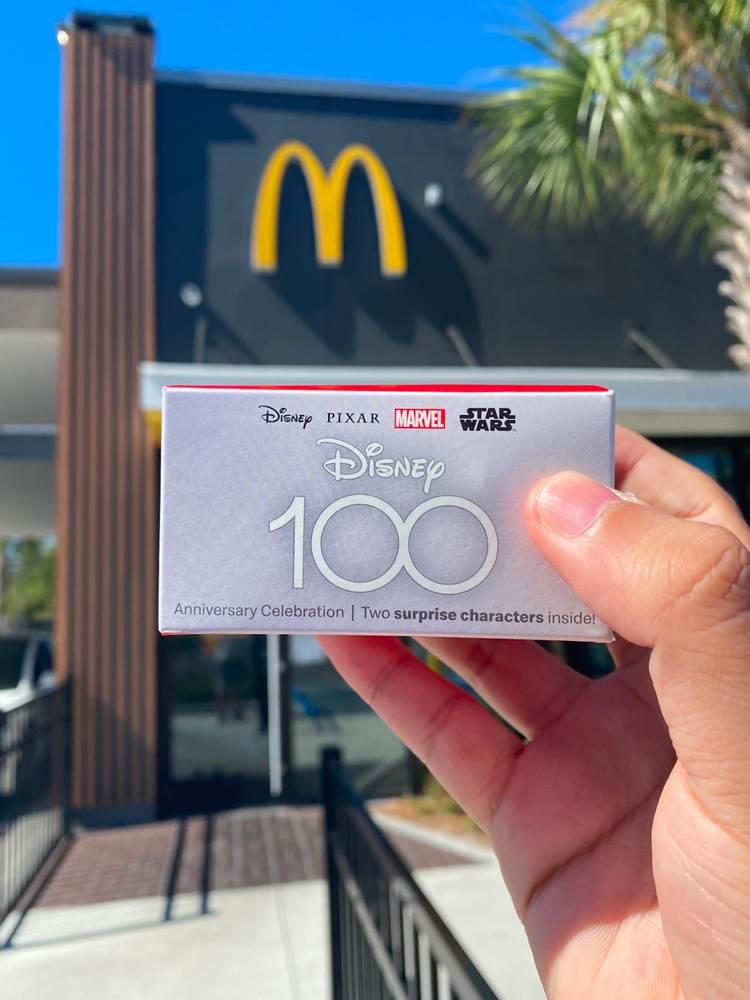 M
Disney PIXAR MARVEL STAR WARS
Disney
100
Anniversary Celebration | Two surprise characters inside!